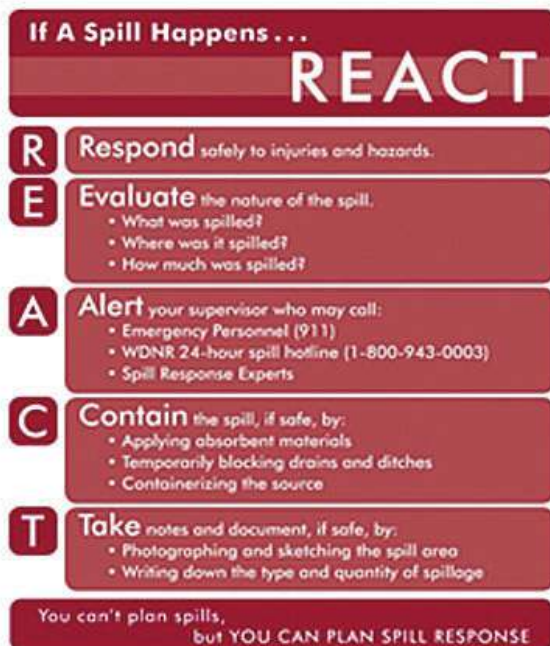 If A Spill Happens...
REACT
R
Respond safely to injuries and hazards.
E
Evaluate the nature of the spill.
• What was spilled?
• Where was it spilled?
• How much was spilled?
A
Alert your supervisor who may call:
• Emergency Personnel (911)
• WDNR 24-hour spill hotline (1-800-943-0003)
• Spill Response Experts
C
Contain the spill, if safe, by:
• Applying absorbent materials
• Temporarily blocking drains and ditches
• Containerizing the source
T
Take notes and document, if safe, by:
• Photographing and sketching the spill area
• Writing down the type and quantity of spillage
You can't plan spills,
but YOU CAN PLAN SPILL RESPONSE